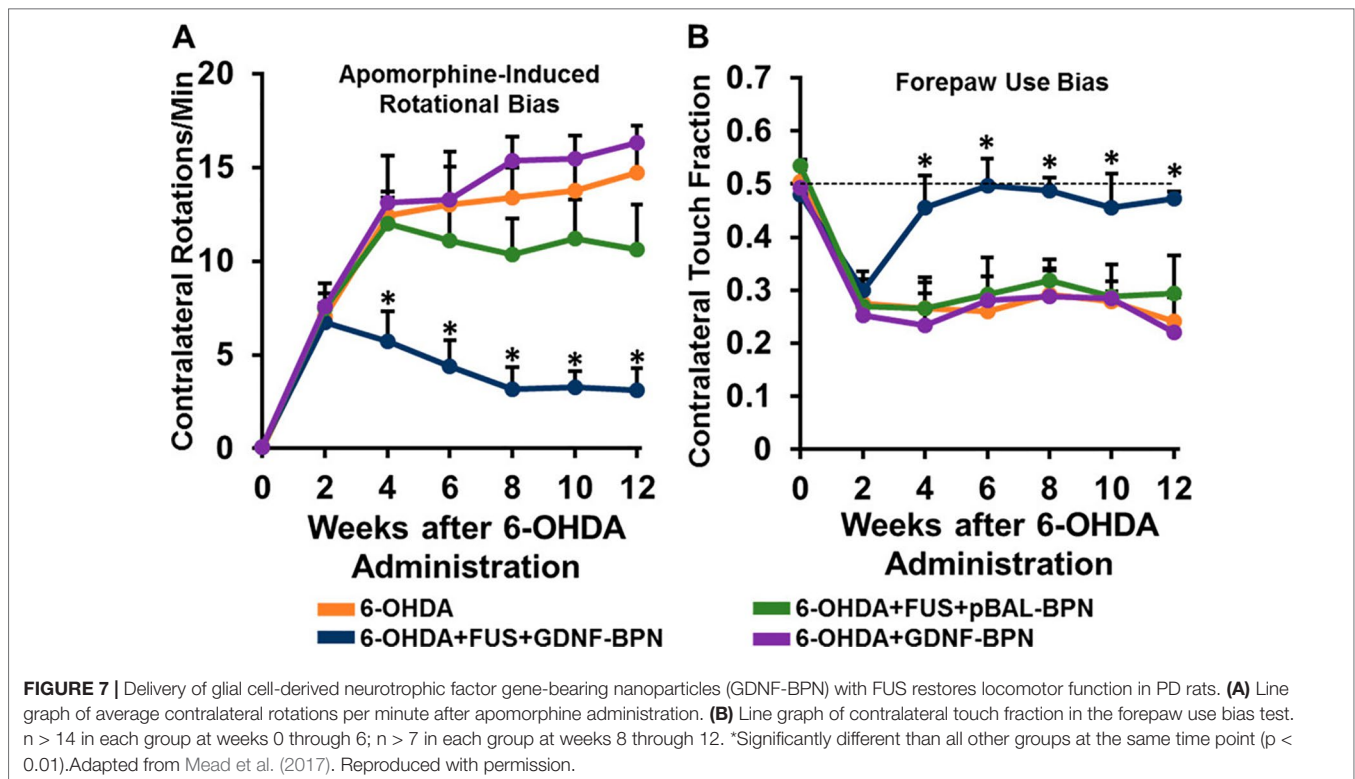 A
Apomorphine-Induced
Rotational Bias
Contralateral Rotations/Min
20
15
10
5
0
* * * * *
0 2 4 6 8 10 12
Weeks after 6-OHDA
Administration
B
Forepaw Use Bias
Contralateral Touch Fraction
0.7
0.6
0.5
0.4
0.3
0.2
0.1
0
* * * * *
0 2 4 6 8 10 12
Weeks after 6-OHDA
Administration
6-OHDA
6-OHDA+FUS+GDNF-BPN
6-OHDA+FUS+pBAL-BPN
6-OHDA+GDNF-BPN
FIGURE 7 | Delivery of glial cell-derived neurotrophic factor gene-bearing nanoparticles (GDNF-BPN) with FUS restores locomotor function in PD rats. (A) Line
graph of average contralateral rotations per minute after apomorphine administration. (B) Line graph of contralateral touch fraction in the forepaw use bias test.
n > 14 in each group at weeks 0 through 6; n > 7 in each group at weeks 8 through 12. *Significantly different than all other groups at the same time point (p <
0.01).Adapted from Mead et al. (2017). Reproduced with permission.